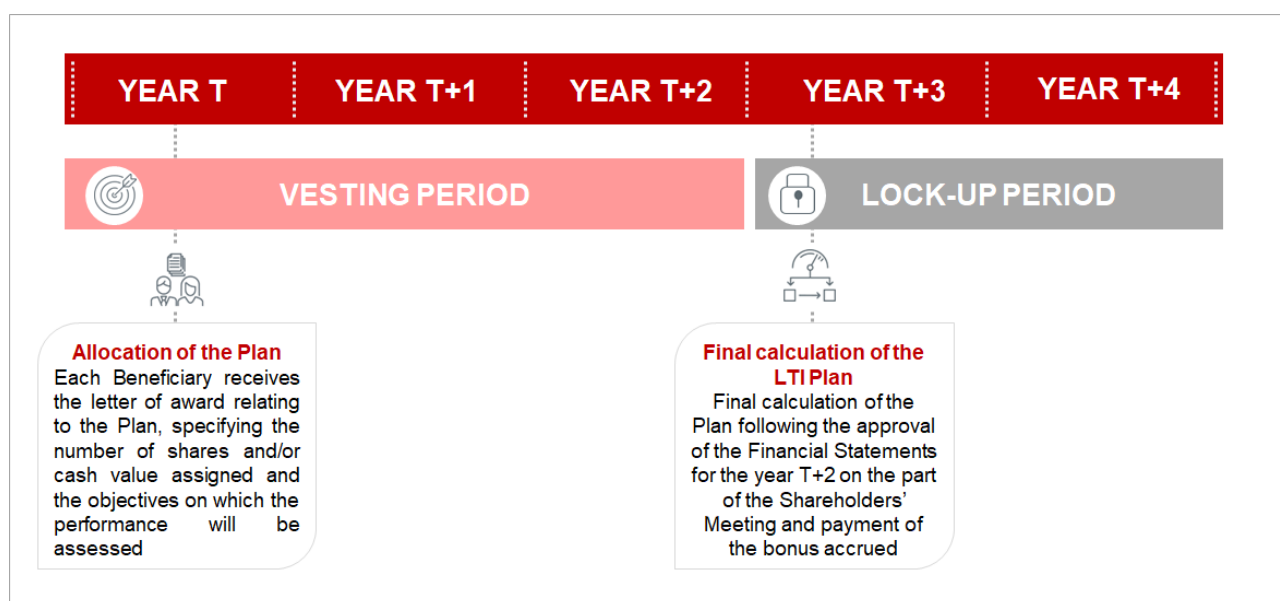 YEAR T
YEAR T+1
YEAR T+2
YEAR T+3
YEAR T+4
VESTING PERIOD
LOCK-UP PERIOD
Allocation of the Plan
Each Beneficiary receives
the letter of award relating
to the Plan, specifying the
number of shares and/or
cash value assigned and
the objectives on which the
performance will be
assessed
Final calculation of the
LTI Plan
Final calculation of the
Plan following the approval
of the Financial Statements
for the year T+2 on the part
of the Shareholders’
Meeting and payment of
the bonus accrued